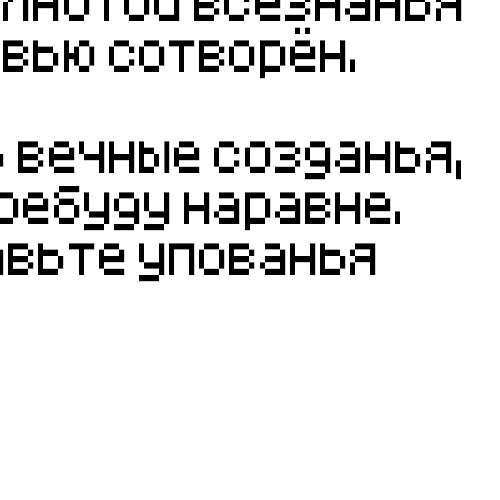 лнотой всезнанья
вью сотворён.
ь вечные созданья,
ребуду наравне.
авьте упованья